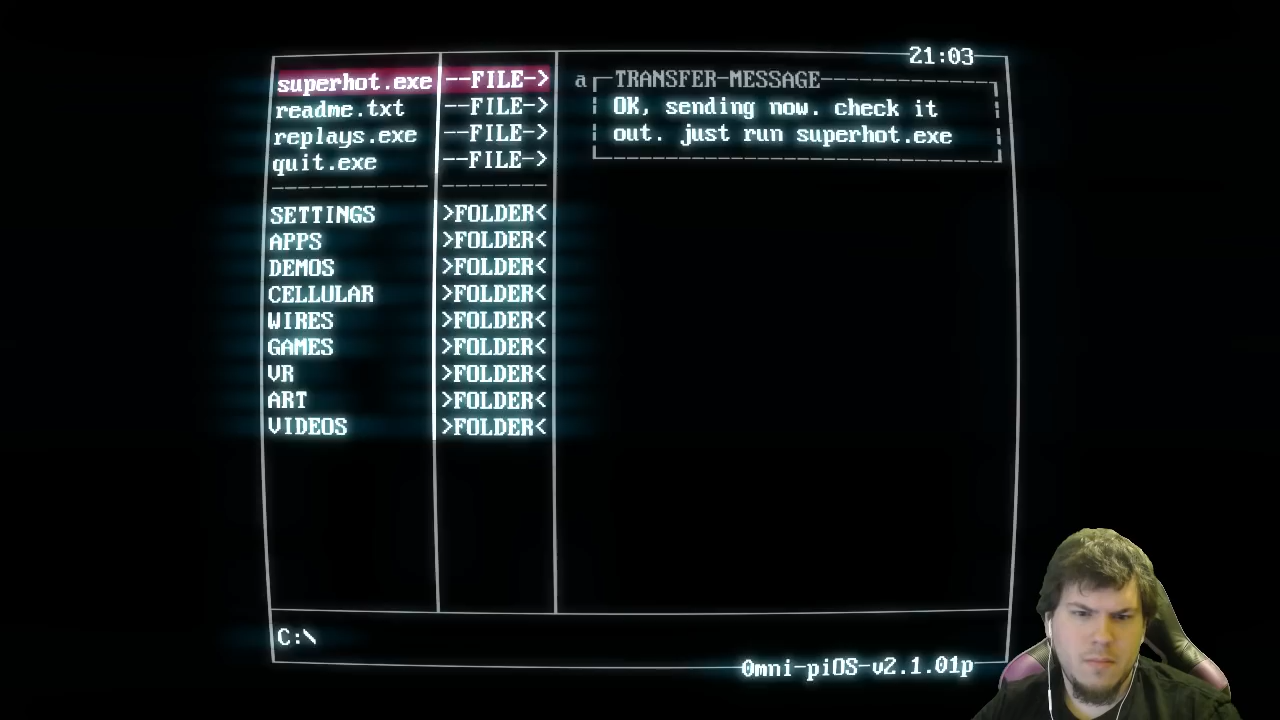 21:03
superhot.exe --FILE->
readme.txt --FILE->
replays.exe --FILE->
quit.exe --FILE->
SETTINGS >FOLDER<
APPS >FOLDER<
DEMOS >FOLDER<
CELLULAR >FOLDER<
WIRES >FOLDER<
GAMES >FOLDER<
VR >FOLDER<
ART >FOLDER<
VIDEOS >FOLDER<
a TRANSFER-MESSAGE
OK, sending now. check it
out. just run superhot.exe
C:\
0mni-piOS-v2.1.01p